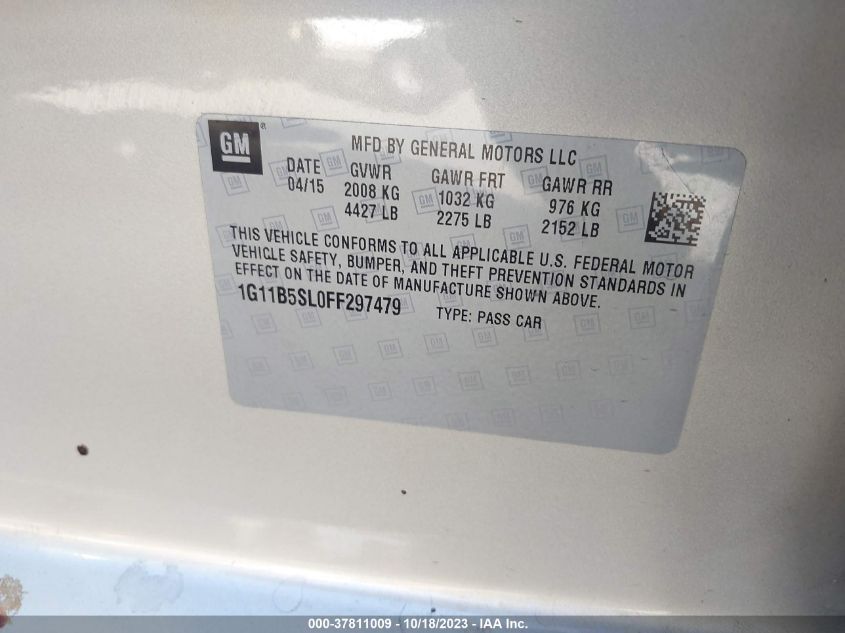 GM
MFD BY GENERAL MOTORS LLC
DATE GVWR GAWR FRT GAWR RR
04/15 2008 KG 1032 KG 976 KG
4427 LB 2275 LB 2152 LB
THIS VEHICLE CONFORMS TO ALL APPLICABLE U.S. FEDERAL MOTOR
VEHICLE SAFETY, BUMPER, AND THEFT PREVENTION STANDARDS IN
EFFECT ON THE DATE OF MANUFACTURE SHOWN ABOVE.
1G11B5SL0FF297479 TYPE: PASS CAR
000-37811009 - 10/18/2023 - IAA Inc.